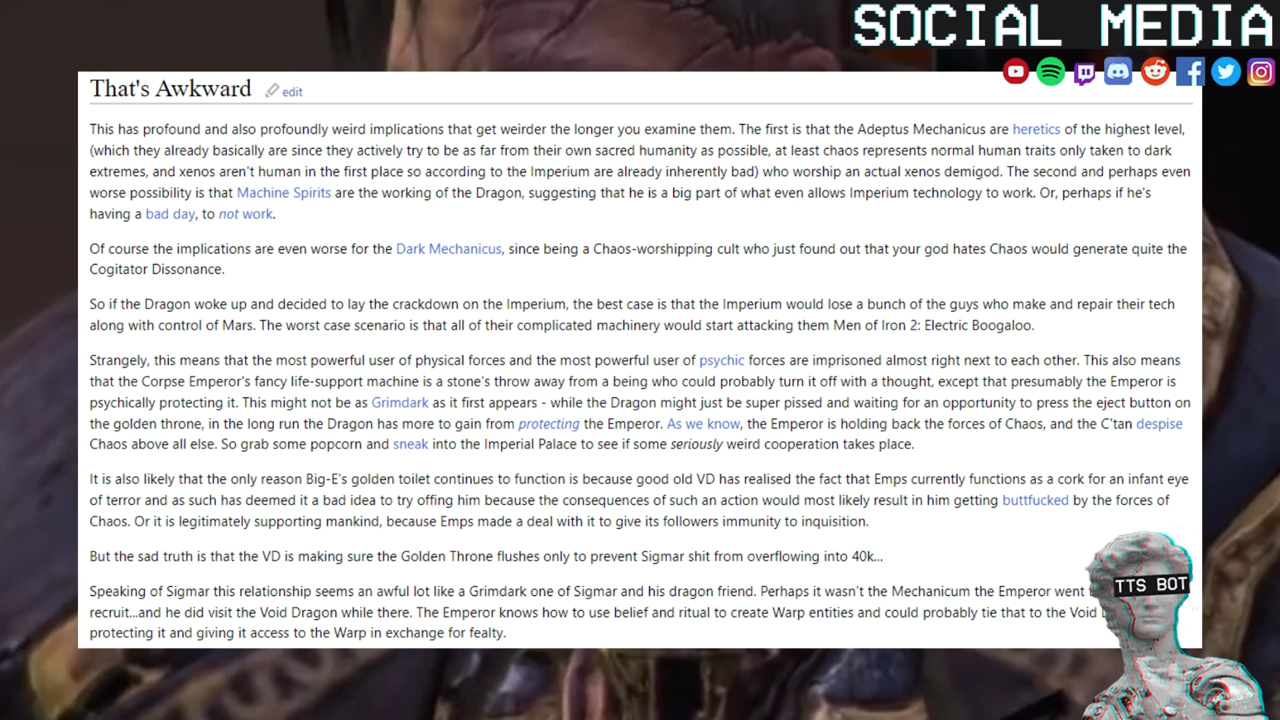 SOCIAL MEDIA
That's Awkward edit
This has profound and also profoundly weird implications that get weirder the longer you examine them. The first is that the Adeptus Mechanicus are heretics of the highest level,
(which they already basically are since they actively try to be as far from their own sacred humanity as possible, at least chaos represents normal human traits only taken to dark
extremes, and xenos aren't human in the first place so according to the Imperium are already inherently bad) who worship an actual xenos demigod. The second and perhaps even
worse possibility is that Machine Spirits are the working of the Dragon, suggesting that he is a big part of what even allows Imperium technology to work. Or, perhaps if he's
having a bad day, to not work.
Of course the implications are even worse for the Dark Mechanicus, since being a Chaos-worshipping cult who just found out that your god hates Chaos would generate quite the
Cogitator Dissonance.
So if the Dragon woke up and decided to lay the crackdown on the Imperium, the best case is that the Imperium would lose a bunch of the guys who make and repair their tech
along with control of Mars. The worst case scenario is that all of their complicated machinery would start attacking them Men of Iron 2: Electric Boogaloo.
Strangely, this means that the most powerful user of physical forces and the most powerful user of psychic forces are imprisoned almost right next to each other. This also means
that the Corpse Emperor's fancy life-support machine is a stone's throw away from a being who could probably turn it off with a thought, except that presumably the Emperor is
psychically protecting it. This might not be as Grimdark as it first appears - while the Dragon might just be super pissed and waiting for an opportunity to press the eject button on
the golden throne, in the long run the Dragon has more to gain from protecting the Emperor. As we know, the Emperor is holding back the forces of Chaos, and the C'tan despise
Chaos above all else. So grab some popcorn and sneak into the Imperial Palace to see if some seriously weird cooperation takes place.
It is also likely that the only reason Big-E's golden toilet continues to function is because good old VD has realised the fact that Emps currently functions as a cork for an infant eye
of terror and as such has deemed it a bad idea to try offing him because the consequences of such an action would most likely result in him getting buttfucked by the forces of
Chaos. Or it is legitimately supporting mankind, because Emps made a deal with it to give its followers immunity to inquisition.
But the sad truth is that the VD is making sure the Golden Throne flushes only to prevent Sigmar shit from overflowing into 40k...
Speaking of Sigmar this relationship seems an awful lot like a Grimdark one of Sigmar and his dragon friend. Perhaps it wasn't the Mechanicum the Emperor went
recruit...and he did visit the Void Dragon while there. The Emperor knows how to use belief and ritual to create Warp entities and could probably tie that to the Void
protecting it and giving it access to the Warp in exchange for fealty.
TTS BOT